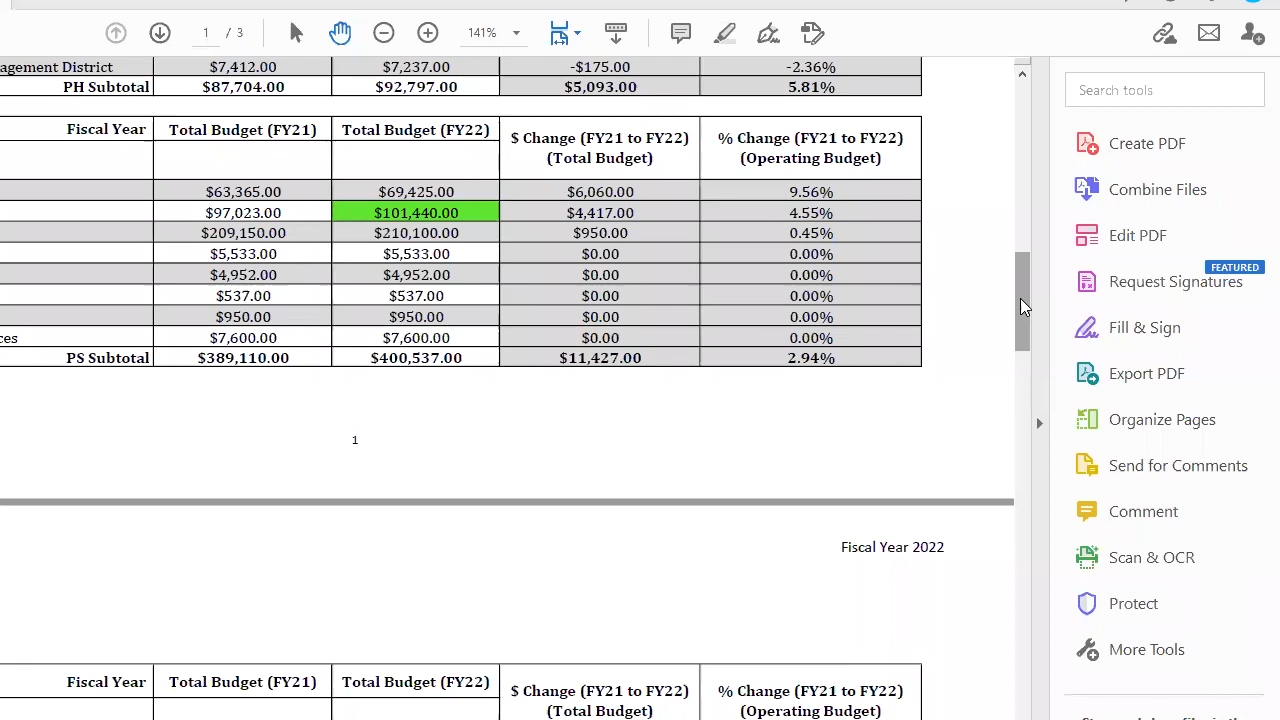 1 / 3 141%
agement District $7,412.00 $7,237.00 -$175.00 -2.36%
PH Subtotal $87,704.00 $92,797.00 $5,093.00 5.81%
Fiscal Year Total Budget (FY21) Total Budget (FY22) $ Change (FY21 to FY22) % Change (FY21 to FY22)
(Total Budget) (Operating Budget)
$63,365.00 $69,425.00 $6,060.00 9.56%
$97,023.00 $101,440.00 $4,417.00 4.55%
$209,150.00 $210,100.00 $950.00 0.45%
$5,533.00 $5,533.00 $0.00 0.00%
$4,952.00 $4,952.00 $0.00 0.00%
$537.00 $537.00 $0.00 0.00%
$950.00 $950.00 $0.00 0.00%
ces $7,600.00 $7,600.00 $0.00 0.00%
PS Subtotal $389,110.00 $400,537.00 $11,427.00 2.94%
1
Fiscal Year 2022
Fiscal Year Total Budget (FY21) Total Budget (FY22) $ Change (FY21 to FY22) % Change (FY21 to FY22)
(Total Budget) (Operating Budget)
Search tools
Create PDF
Combine Files
Edit PDF
FEATURED
Request Signatures
Fill & Sign
Export PDF
Organize Pages
Send for Comments
Comment
Scan & OCR
Protect
More Tools